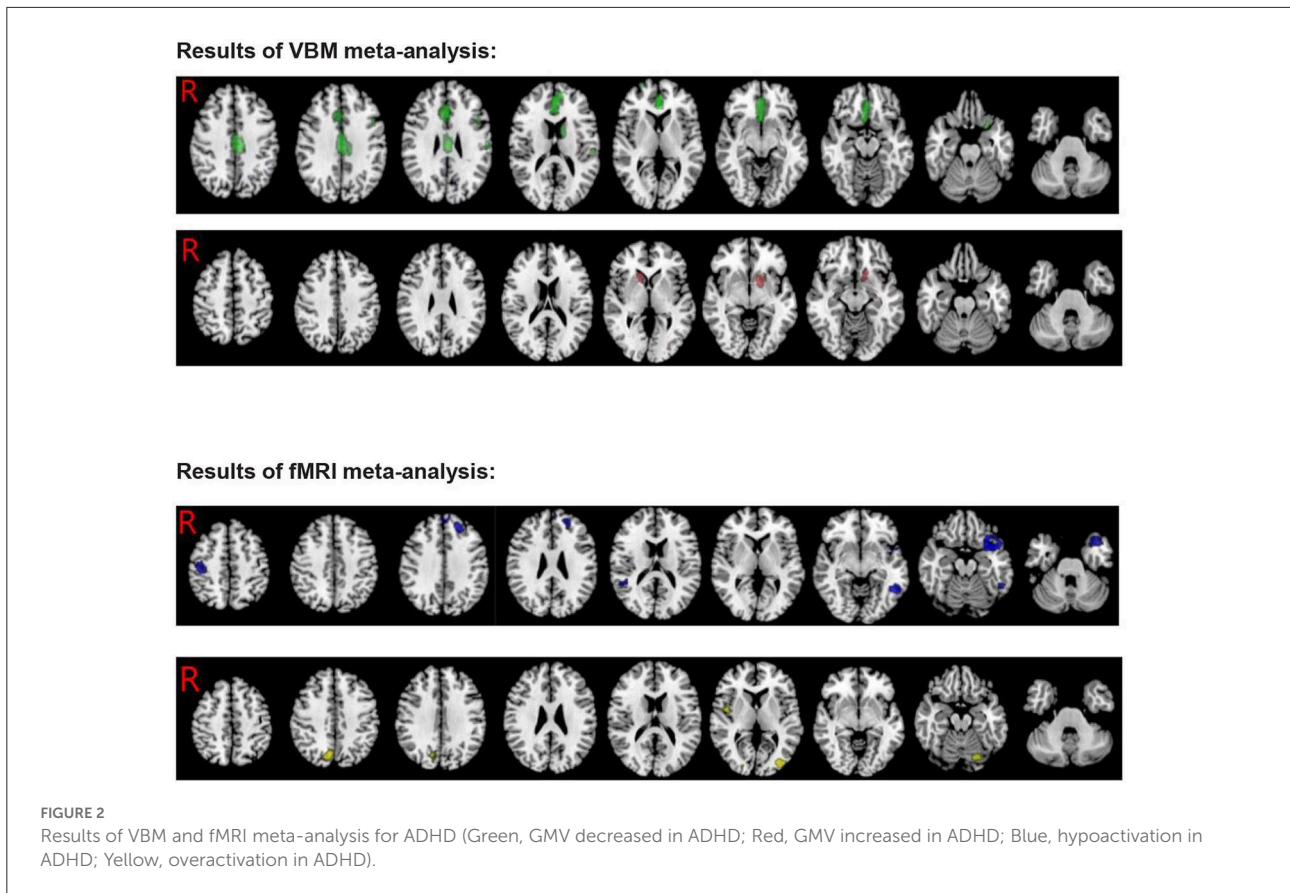 Results of VBM meta-analysis:
R
R
Results of fMRI meta-analysis:
R
R
FIGURE 2
Results of VBM and fMRI meta-analysis for ADHD (Green, GMV decreased in ADHD; Red, GMV increased in ADHD; Blue, hypoactivation in
ADHD; Yellow, overactivation in ADHD).